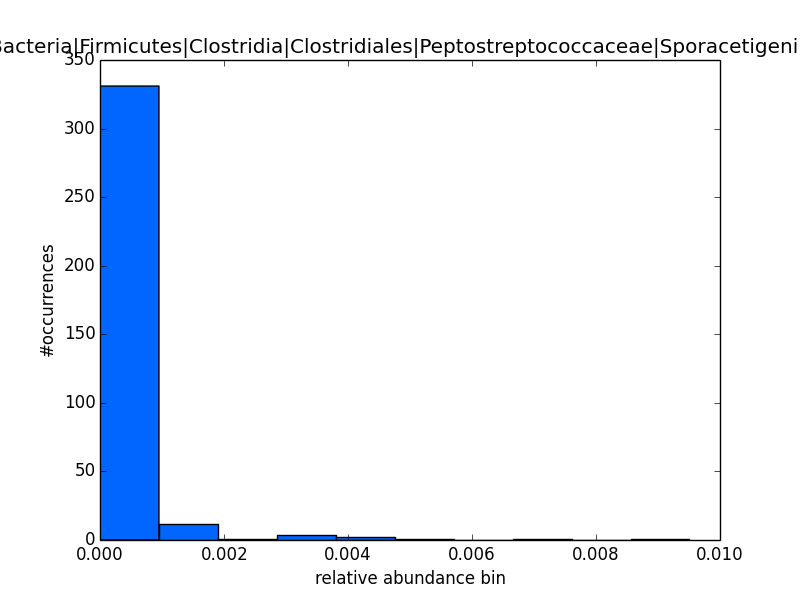 Bacteria|Firmicutes|Clostridia|Clostridiales|Peptostreptococcaceae|Sporacetigeni
350
300
250
200
150
100
50
0
#occurrences
0.000 0.002 0.004 0.006 0.008 0.010
relative abundance bin